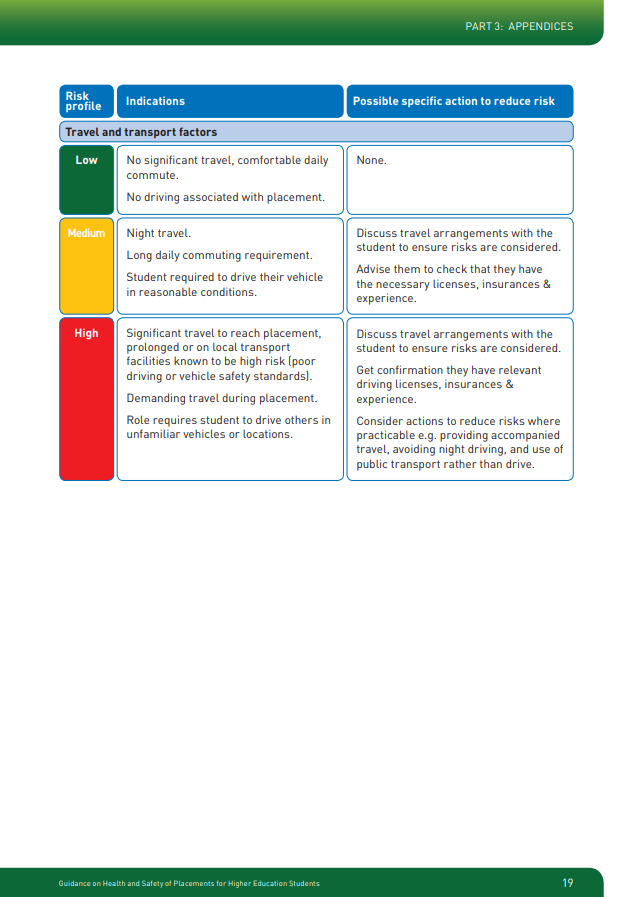 PART 3: APPENDICES
Risk
profile
Indications
Possible specific action to reduce risk
Travel and transport factors
Low
No significant travel, comfortable daily
commute.
No driving associated with placement.
None.
Medium
Night travel.
Long daily commuting requirement.
Student required to drive their vehicle
in reasonable conditions.
Discuss travel arrangements with the
student to ensure risks are considered.
Advise them to check that they have
the necessary licenses, insurances &
experience.
High
Significant travel to reach placement,
prolonged or on local transport
facilities known to be high risk (poor
driving or vehicle safety standards).
Demanding travel during placement.
Role requires student to drive others in
unfamiliar vehicles or locations.
Discuss travel arrangements with the
student to ensure risks are considered.
Get confirmation they have relevant
driving licenses, insurances &
experience.
Consider actions to reduce risks where
practicable e.g. providing accompanied
travel, avoiding night driving, and use of
public transport rather than drive.
Guidance on Health and Safety of Placements for Higher Education Students
19